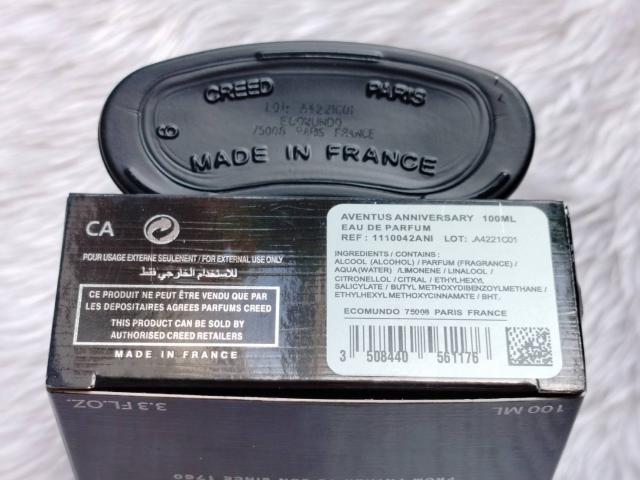 CREED PARIS
LOT: A4221C01
ECOMUNDO
75008 PARIS FRANCE
6
MADE IN FRANCE
CA
POUR USAGE EXTERNE SEULENENT / FOR EXTERNAL USE ONLY
للاستخدام الخارجي فقط
CE PRODUIT NE PEUT ÊTRE VENDU QUE PAR
LES DEPOSITAIRES AGREES PARFUMS CREED
THIS PRODUCT CAN BE SOLD BY
AUTHORISED CREED RETAILERS
MADE IN FRANCE
AVENTUS ANNIVERSARY 100ML
EAU DE PARFUM
REF : 1110042ANI LOT: .A4221C01
INGREDIENTS / CONTAINS :
ALCOOL (ALCOHOL) / PARFUM (FRAGRANCE) /
AQUA(WATER) /LIMONENE / LINALOOL /
CITRONELLOL / CITRAL / ETHYLHEXYL
SALICYLATE / BUTYL METHOXYDIBENZOYLMETHANE /
ETHYLHEXYL METHOXYCINNAMATE / BHT.
ECOMUNDO 75008 PARIS FRANCE
3 508440 561176
3.3 FL.OZ. 100 ML